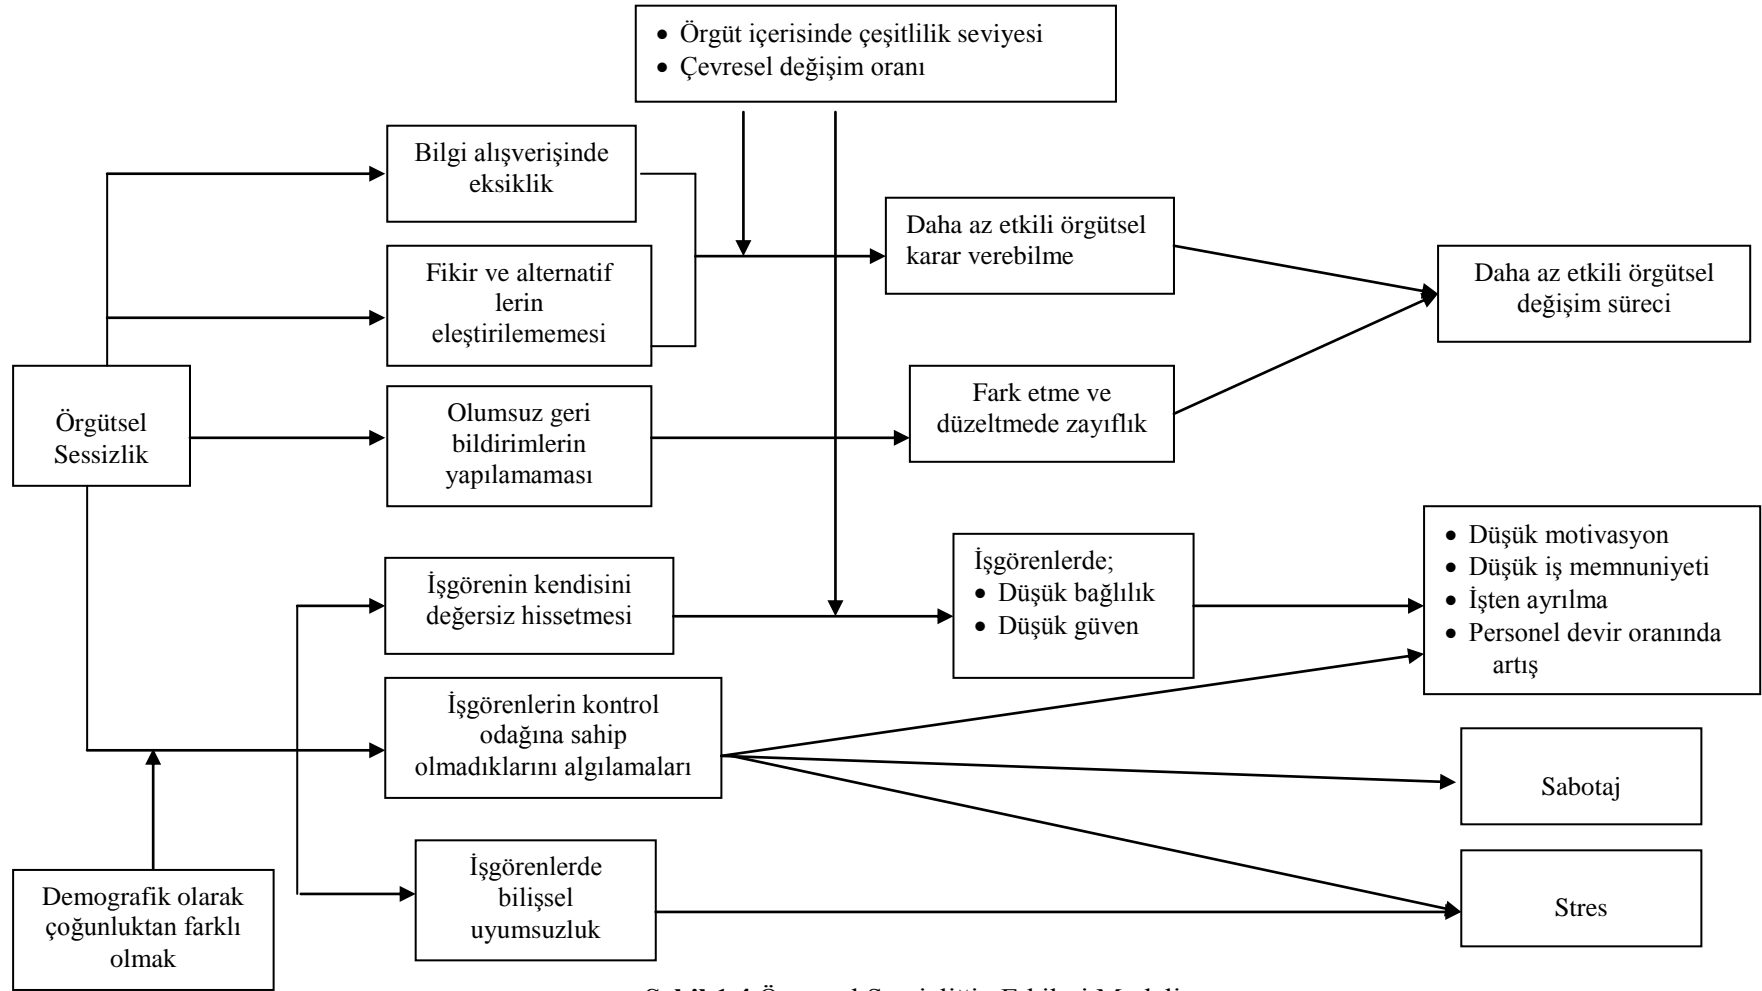 • Örgüt içerisinde çeşitlilik seviyesi
• Çevresel değişim oranı
Bilgi alışverişinde
eksiklik
Fikir ve alternatif
lerin
eleştirilememesi
Daha az etkili örgütsel
karar verebilme
Daha az etkili örgütsel
değişim süreci
Örgütsel
Sessizlik
Olumsuz geri
bildirimlerin
yapılamaması
Fark etme ve
düzeltmede zayıflık
İşgörenin kendisini
değersiz hissetmesi
İşgörenlerde;
• Düşük bağlılık
• Düşük güven
• Düşük motivasyon
• Düşük iş memnuniyeti
• İşten ayrılma
• Personel devir oranında
artış
İşgörenlerin kontrol
odağına sahip
olmadıklarını algılamaları
Sabotaj
Demografik olarak
çoğunluktan farklı
olmak
İşgörenlerde
bilişsel
uyumsuzluk
Stres